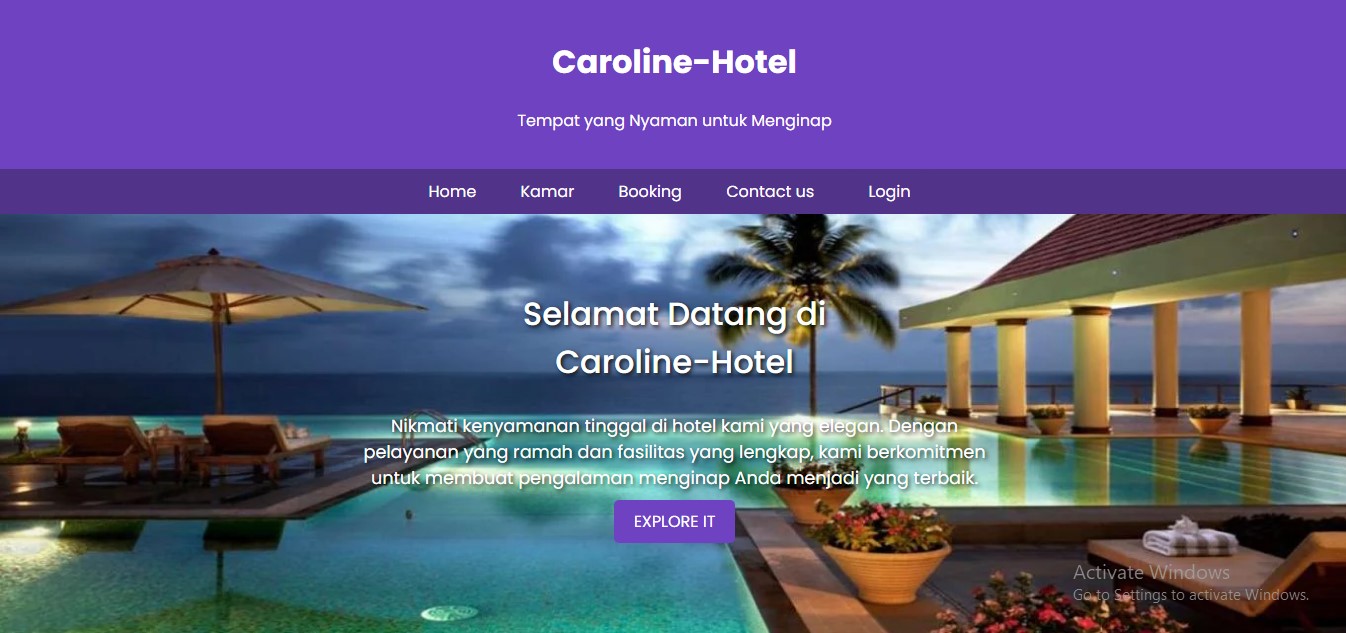 Caroline-Hotel
Tempat yang Nyaman untuk Menginap
Home Kamar Booking Contact us Login
Selamat Datang di
Caroline-Hotel
Nikmati kenyamanan tinggal di hotel kami yang elegan. Dengan
pelayanan yang ramah dan fasilitas yang lengkap, kami berkomitmen
untuk membuat pengalaman menginap Anda menjadi yang terbaik.
EXPLORE IT
Activate Windows
Go to Settings to activate Windows.